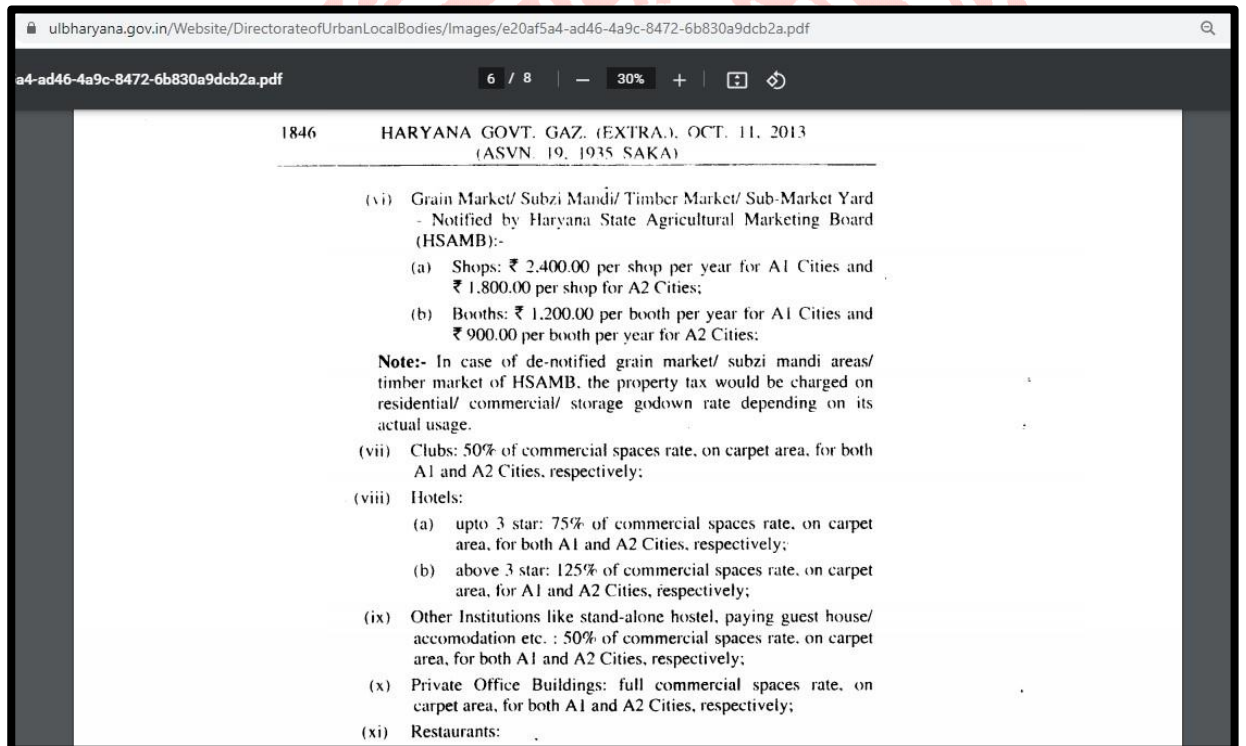 ulbharyana.gov.in/Website/DirectorateofUrbanLocalBodies/Images/e20af5a4-ad46-4a9c-8472-6b830a9dcb2a.pdf
a4-ad46-4a9c-8472-6b830a9dcb2a.pdf 6 / 8 | — 30% + |
1846 HARYANA GOVT. GAZ. (EXTRA.). OCT. 11, 2013
(ASVN. 19, 1935 SAKA)
(vi) Grain Market/ Subzi Mandi/ Timber Market/ Sub-Market Yard
- Notified by Haryana State Agricultural Marketing Board
(HSAMB):-
(a) Shops: ₹ 2,400.00 per shop per year for A1 Cities and
₹ 1,800.00 per shop for A2 Cities;
(b) Booths: ₹ 1,200.00 per booth per year for A1 Cities and
₹ 900.00 per booth per year for A2 Cities:
Note:- In case of de-notified grain market/ subzi mandi areas/
timber market of HSAMB, the property tax would be charged on
residential/ commercial/ storage godown rate depending on its
actual usage.
(vii) Clubs: 50% of commercial spaces rate, on carpet area, for both
A1 and A2 Cities, respectively;
(viii) Hotels:
(a) upto 3 star: 75% of commercial spaces rate, on carpet
area, for both A1 and A2 Cities, respectively;
(b) above 3 star: 125% of commercial spaces rate, on carpet
area, for A1 and A2 Cities, respectively;
(ix) Other Institutions like stand-alone hostel, paying guest house/
accomodation etc. : 50% of commercial spaces rate, on carpet
area, for both A1 and A2 Cities, respectively;
(x) Private Office Buildings: full commercial spaces rate, on
carpet area, for both A1 and A2 Cities, respectively;
(xi) Restaurants: